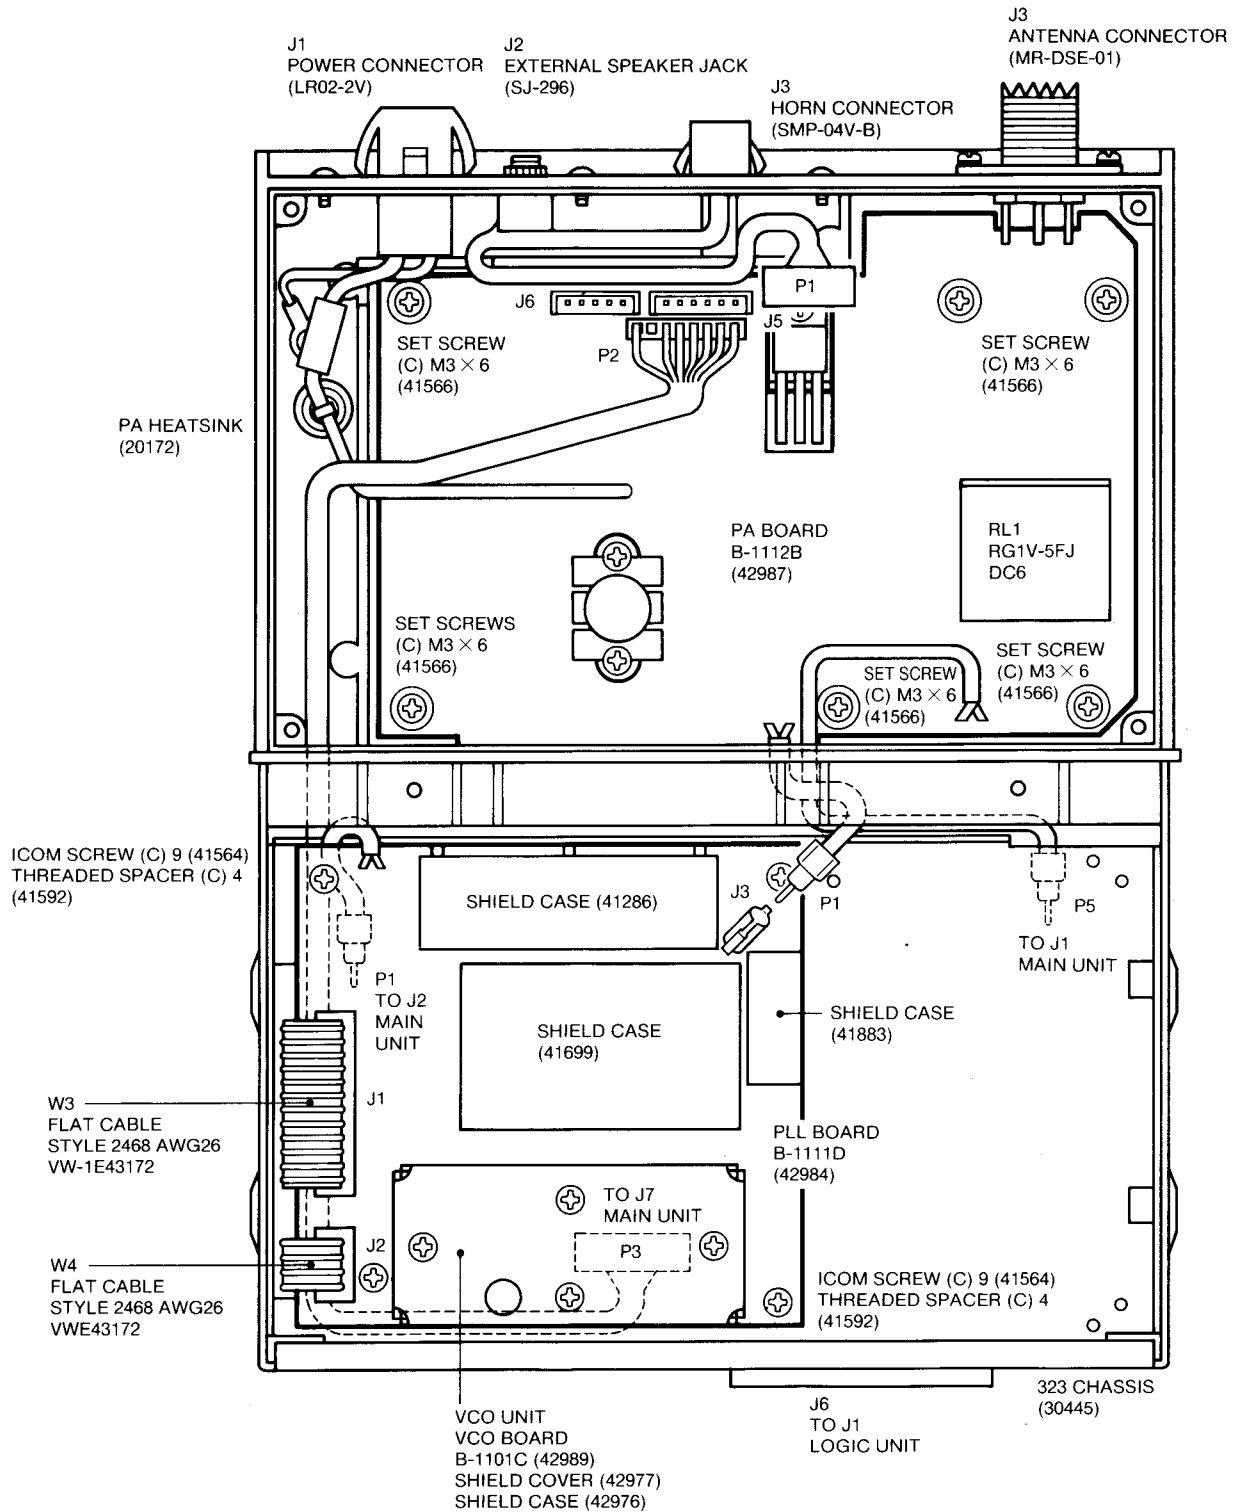 J1
POWER CONNECTOR
(LR02-2V)
J2
EXTERNAL SPEAKER JACK
(SJ-296)
J3
HORN CONNECTOR
(SMP-04V-B)
J3
ANTENNA CONNECTOR
(MR-DSE-01)
J6
P1
J5
P2
SET SCREW
(C) M3 × 6
(41566)
SET SCREW
(C) M3 × 6
(41566)
PA HEATSINK
(20172)
PA BOARD
B-1112B
(42987)
RL1
RG1V-5FJ
DC6
SET SCREWS
(C) M3 × 6
(41566)
SET SCREW
(C) M3 × 6
(41566)
SET SCREW
(C) M3 × 6
(41566)
ICOM SCREW (C) 9 (41564)
THREADED SPACER (C) 4
(41592)
SHIELD CASE (41286)
J3
P1
P5
TO J1
MAIN UNIT
P1
TO J2
MAIN
UNIT
SHIELD CASE
(41699)
SHIELD CASE
(41883)
W3
FLAT CABLE
STYLE 2468 AWG26
VW-1E43172
J1
PLL BOARD
B-1111D
(42984)
TO J7
MAIN UNIT
P3
J2
W4
FLAT CABLE
STYLE 2468 AWG26
VWE43172
ICOM SCREW (C) 9 (41564)
THREADED SPACER (C) 4
(41592)
323 CHASSIS
(30445)
J6
TO J1
LOGIC UNIT
VCO UNIT
VCO BOARD
B-1101C (42989)
SHIELD COVER (42977)
SHIELD CASE (42976)